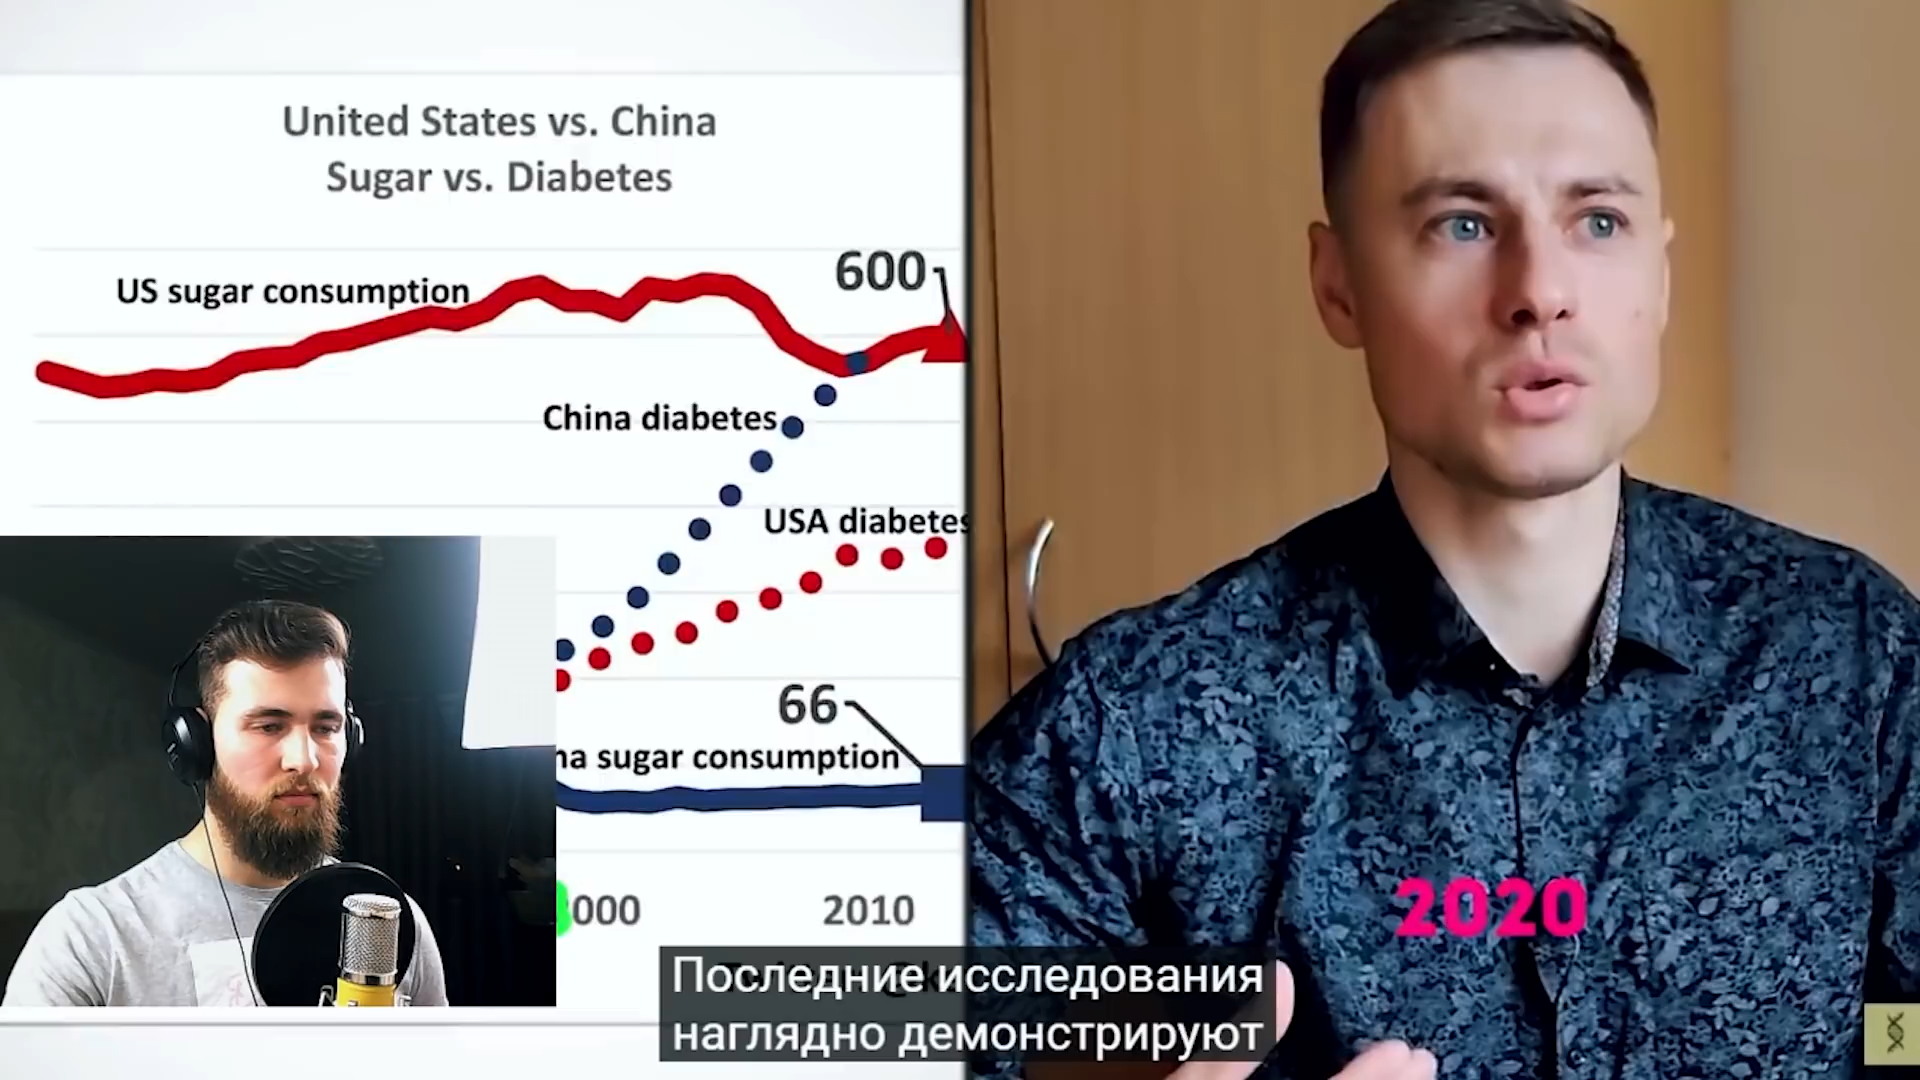 United States vs. China
Sugar vs. Diabetes
US sugar consumption
600
China diabetes
USA diabetes
66
na sugar consumption
000
2010
2020
Последние исследования
наглядно демонстрируют